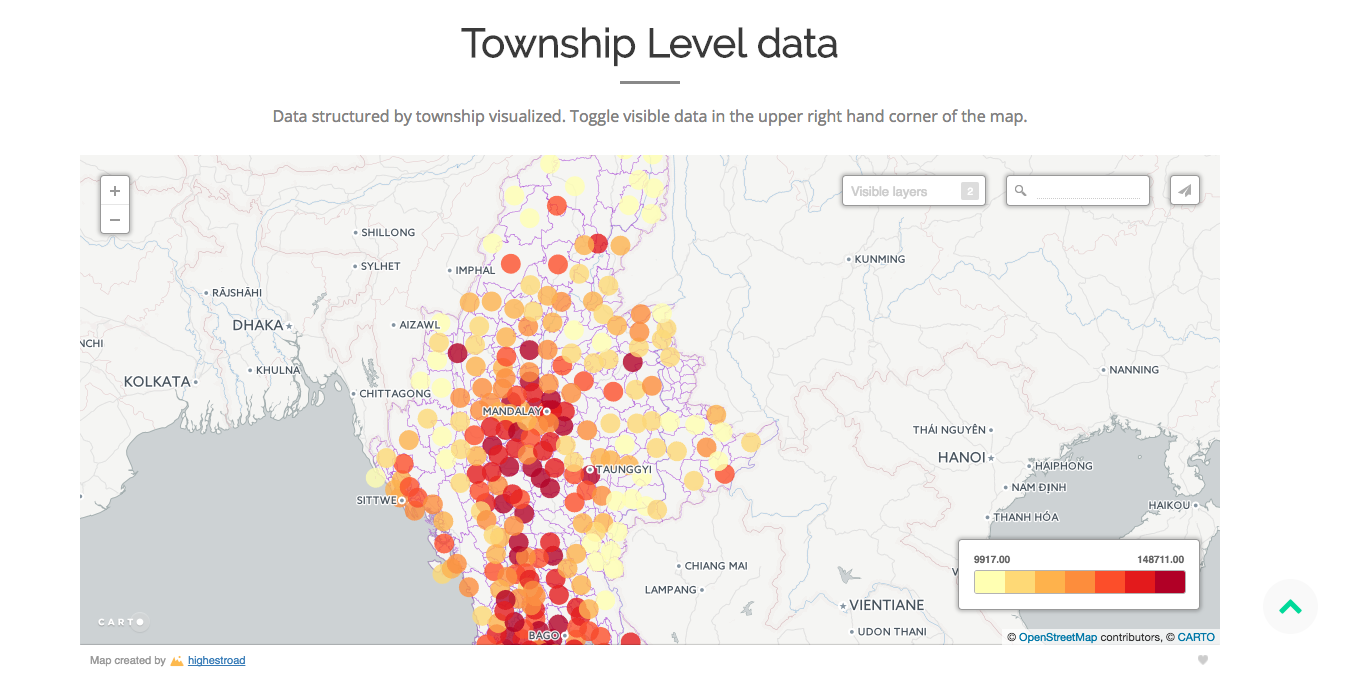 Township Level data
Data structured by township visualized. Toggle visible data in the upper right hand corner of the map.
+
−
Visible layers 2
SHILLONG
KUNMING
SYLHET
IMPHAL
RĀJSHĀHI
DHAKA
AIZAWL
NCHI
KHULNA
NANNING
KOLKATA
CHITTAGONG
MANDALAY
THÁI NGUYÊN
HANOI
HAIPHONG
TAUNGGYI
NAM ĐỊNH
SITTWE
HAIKOU
THANH HÓA
9917.00 148711.00
CHIANG MAI
V
LAMPANG
VIENTIANE
CARTO
UDON THANI
BAGO
© OpenStreetMap contributors, © CARTO
Map created by highestroad